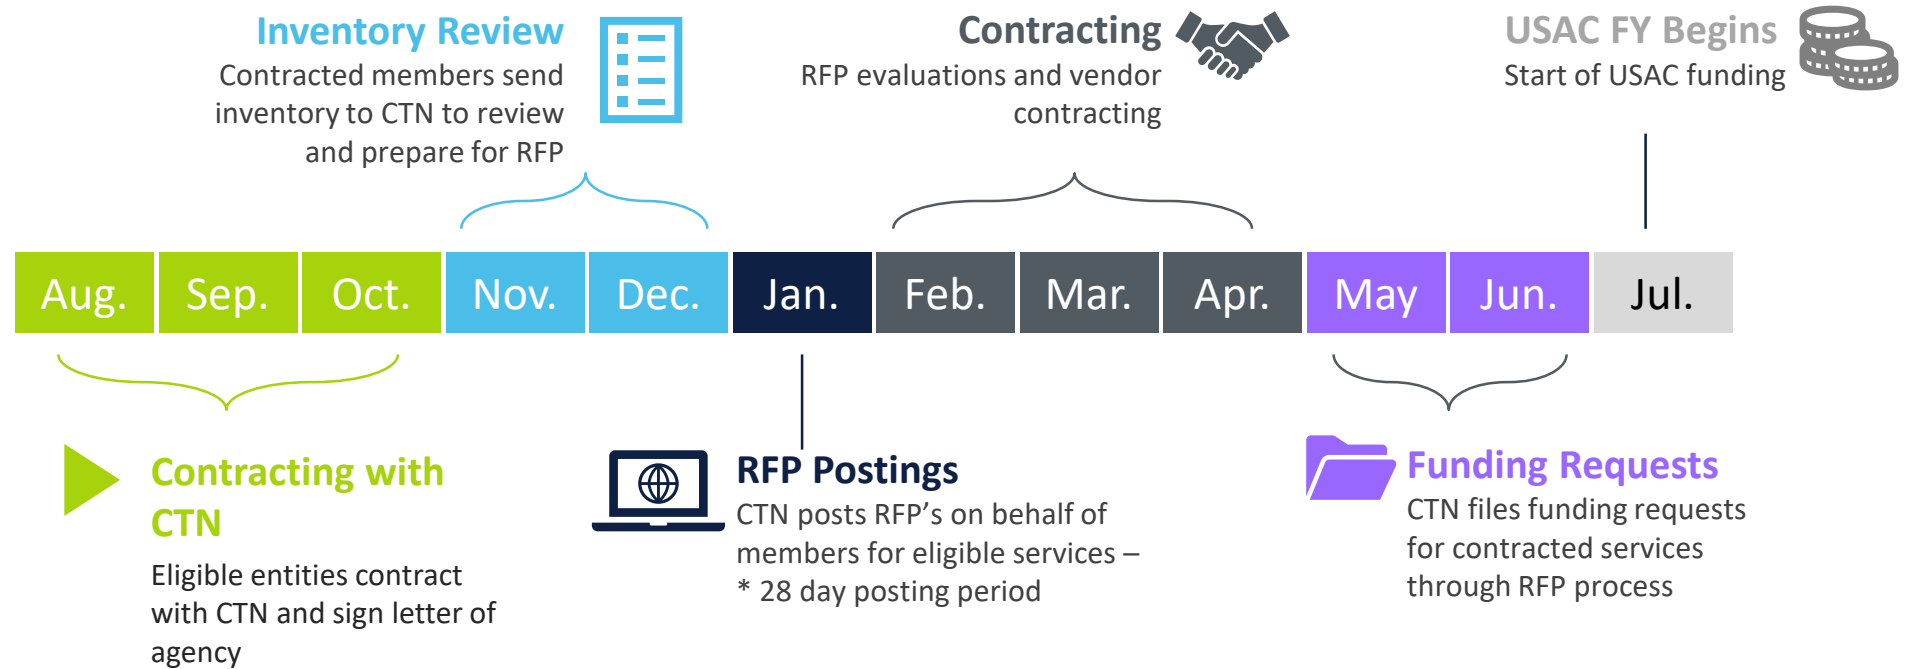 Inventory Review
Contracted members send
inventory to CTN to review
and prepare for RFP
Contracting
RFP evaluations and vendor
contracting
USAC FY Begins
Start of USAC funding
Aug.
Sep.
Oct.
Nov.
Dec.
Jan.
Feb.
Mar.
Apr.
May
Jun.
Jul.
Contracting with
CTN
Eligible entities contract
with CTN and sign letter of
agency
RFP Postings
CTN posts RFP’s on behalf of
members for eligible services –
* 28 day posting period
Funding Requests
CTN files funding requests
for contracted services
through RFP process